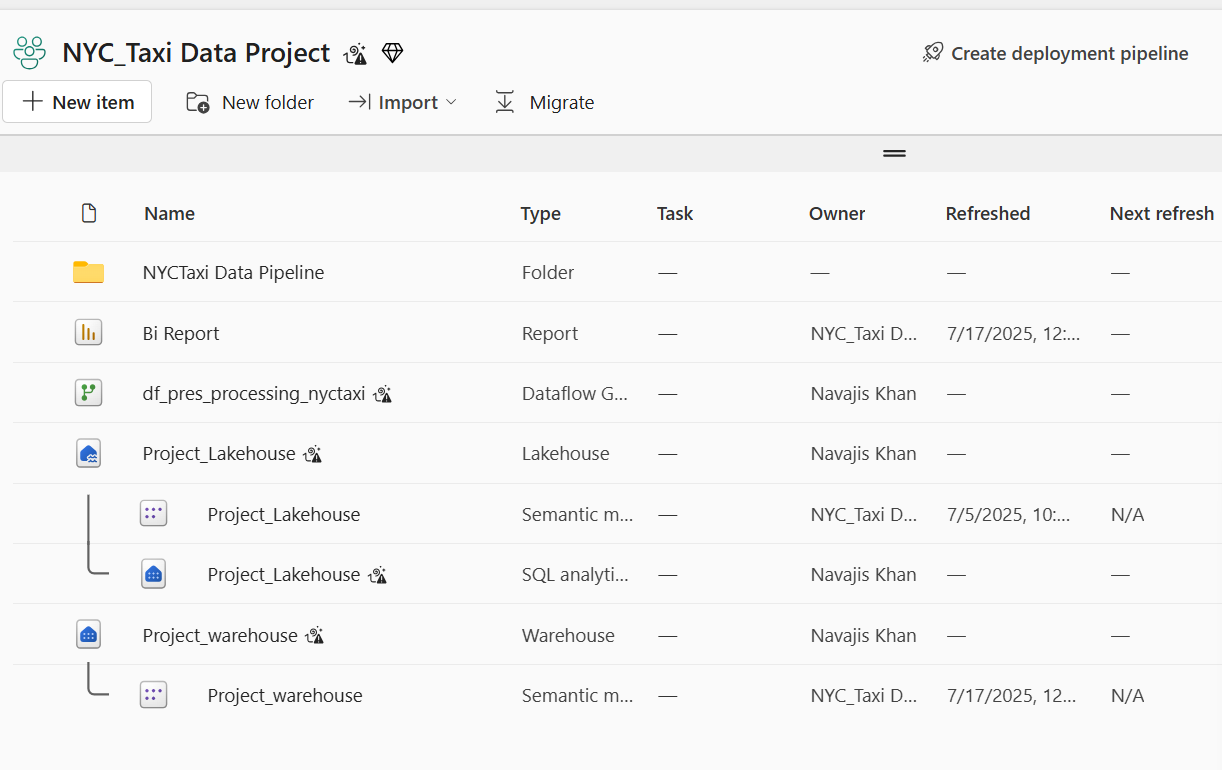 NYC_Taxi Data Project Create deployment pipeline
New item New folder Import Migrate
Name Type Task Owner Refreshed Next refresh
NYCTaxi Data Pipeline Folder — — — —
Bi Report Report — NYC_Taxi D... 7/17/2025, 12:... —
df_pres_processing_nyctaxi Dataflow G... — Navajis Khan — —
Project_Lakehouse Lakehouse — Navajis Khan — —
Project_Lakehouse Semantic m... — NYC_Taxi D... 7/5/2025, 10:... N/A
Project_Lakehouse SQL analyti... — Navajis Khan — —
Project_warehouse Warehouse — Navajis Khan — —
Project_warehouse Semantic m... — NYC_Taxi D... 7/17/2025, 12... N/A